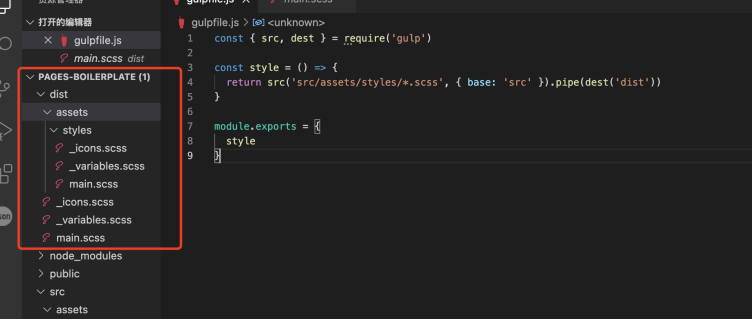 资源管理器
打开的编辑器
gulpfile.js
main.scss dist
PAGES-BOILERPLATE (1)
dist
assets
styles
_icons.scss
_variables.scss
main.scss
_icons.scss
_variables.scss
main.scss
node_modules
public
src
assets
gulpfile.js
main.scss
gulpfile.js > <unknown>
1 const { src, dest } = require('gulp')
2
3 const style = () => {
4 return src('src/assets/styles/*.scss', { base: 'src' }).pipe(dest('dist'))
5 }
6
7 module.exports = {
8 style
9 }